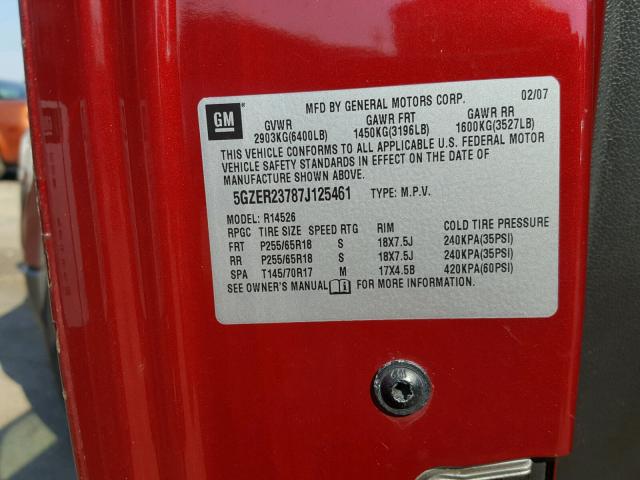 MFD BY GENERAL MOTORS CORP. 02/07
GM GVWR GAWR FRT GAWR RR
2903KG(6400LB) 1450KG(3196LB) 1600KG(3527LB)
THIS VEHICLE CONFORMS TO ALL APPLICABLE U.S. FEDERAL MOTOR
VEHICLE SAFETY STANDARDS IN EFFECT ON THE DATE OF
MANUFACTURE SHOWN ABOVE.
5GZER23787J125461 TYPE: M.P.V.
MODEL: R14526
RPGC TIRE SIZE SPEED RTG RIM COLD TIRE PRESSURE
FRT P255/65R18 S 18X7.5J 240KPA(35PSI)
RR P255/65R18 S 18X7.5J 240KPA(35PSI)
SPA T145/70R17 M 17X4.5B 420KPA(60PSI)
SEE OWNER'S MANUAL FOR MORE INFORMATION.